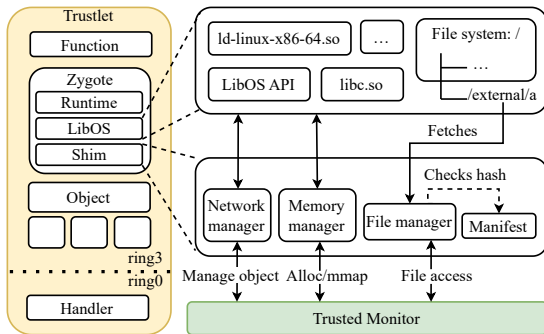 Trustlet
Function
Zygote
Runtime
LibOS
Shim
Object
ring3
ring0
Handler
ld-linux-x86-64.so
...
LibOS API
libc.so
File system: /
...
/external/a
Fetches
Checks hash
Network
manager
Memory
manager
File manager
Manifest
Manage object
Alloc/mmap
File access
Trusted Monitor